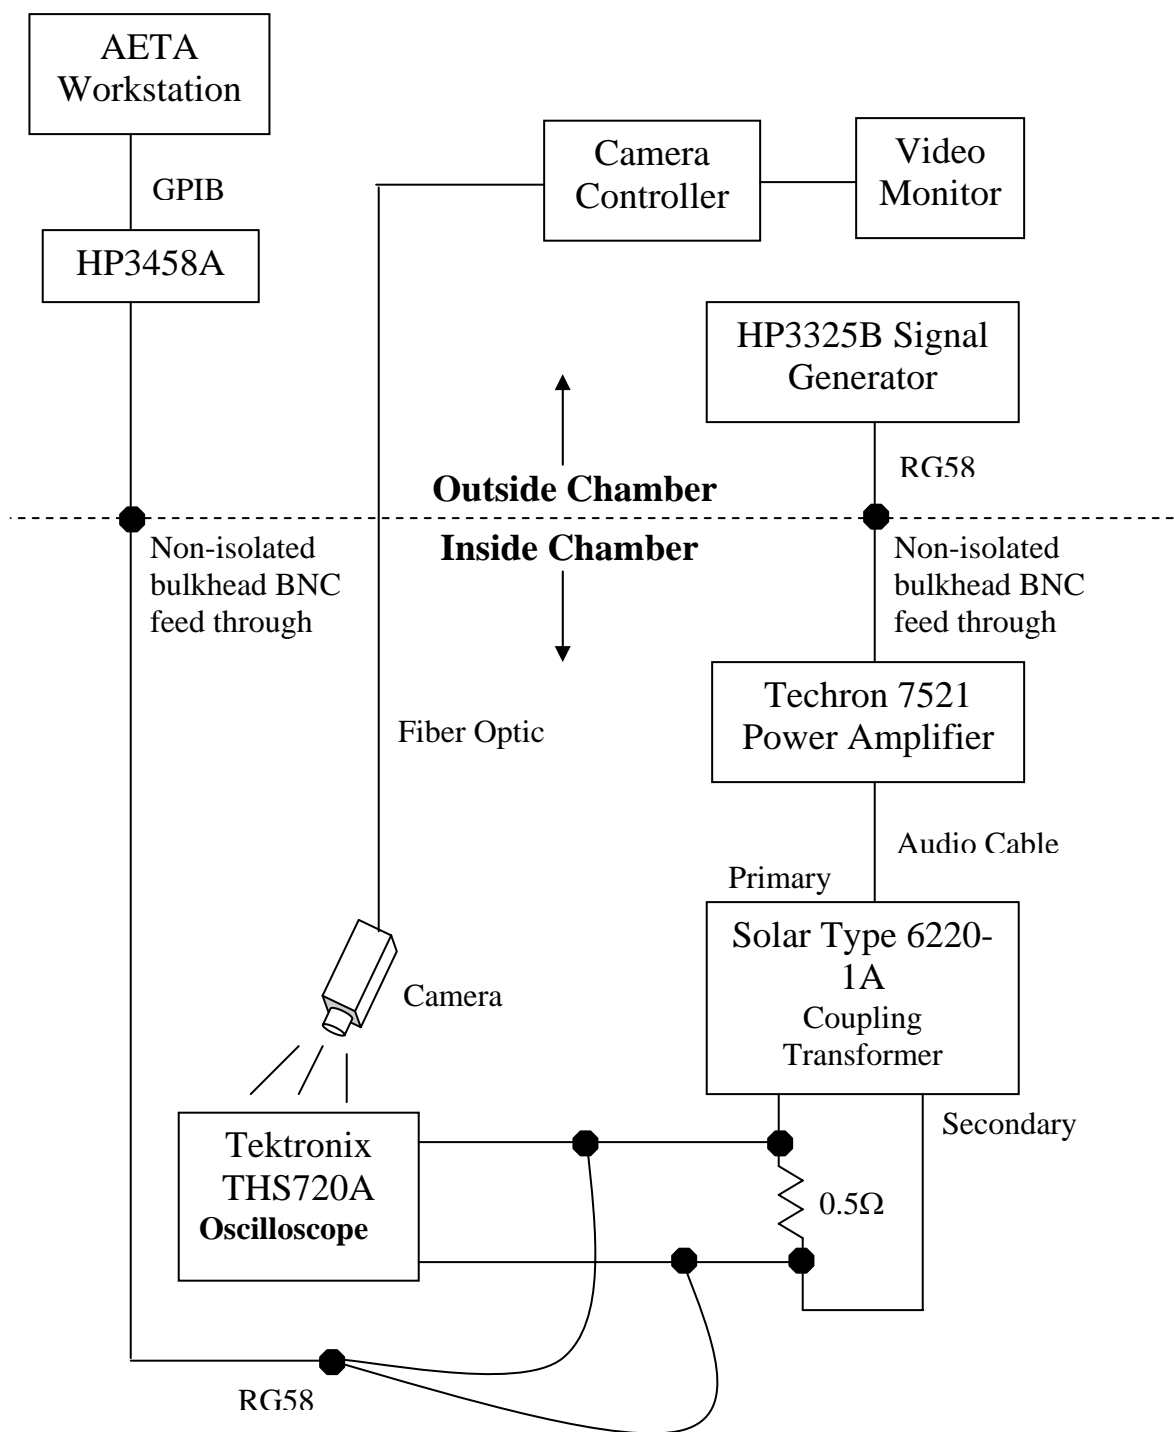 AETA
Workstation
GPIB
HP3458A
Camera
Controller
Video
Monitor
HP3325B Signal
Generator
RG58
Outside Chamber
Inside Chamber
Non-isolated
bulkhead BNC
feed through
Non-isolated
bulkhead BNC
feed through
Techron 7521
Power Amplifier
Fiber Optic
Audio Cable
Primary
Solar Type 6220-
1A
Coupling
Transformer
Camera
Secondary
Tektronix
THS720A
Oscilloscope
0.5Ω
RG58